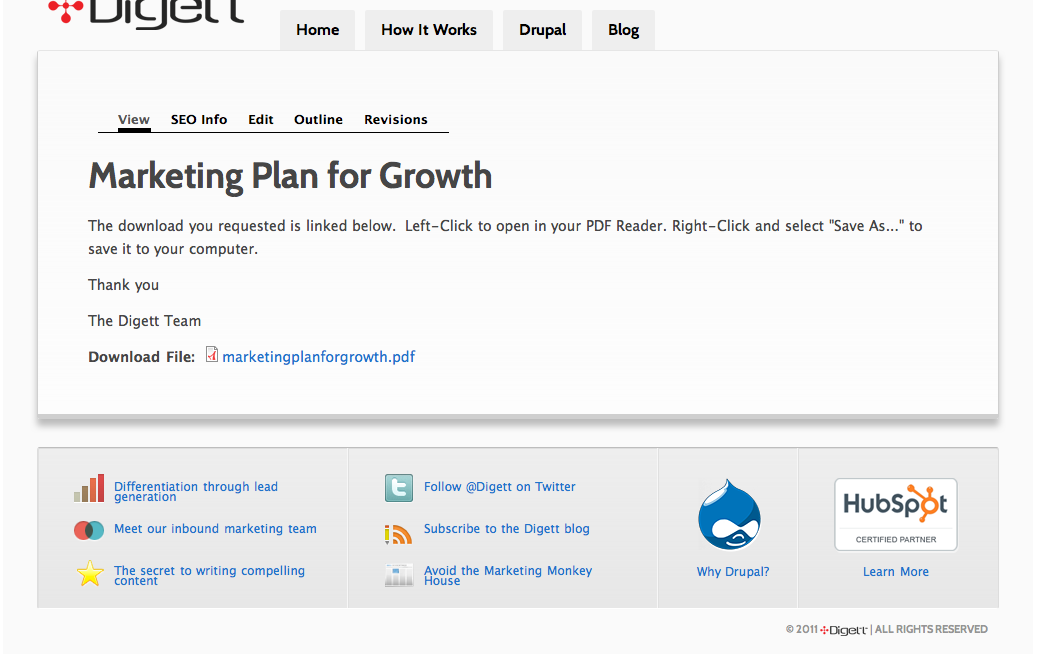 Digett
Home How It Works Drupal Blog
View SEO Info Edit Outline Revisions
Marketing Plan for Growth
The download you requested is linked below. Left-Click to open in your PDF Reader. Right-Click and select "Save As..." to
save it to your computer.
Thank you
The Digett Team
Download File: marketingplanforgrowth.pdf
Differentiation through lead
generation
Meet our inbound marketing team
The secret to writing compelling
content
Follow @Digett on Twitter
Subscribe to the Digett blog
Avoid the Marketing Monkey
House
Why Drupal?
HubSpot
CERTIFIED PARTNER
Learn More
© 2011 Digett | ALL RIGHTS RESERVED